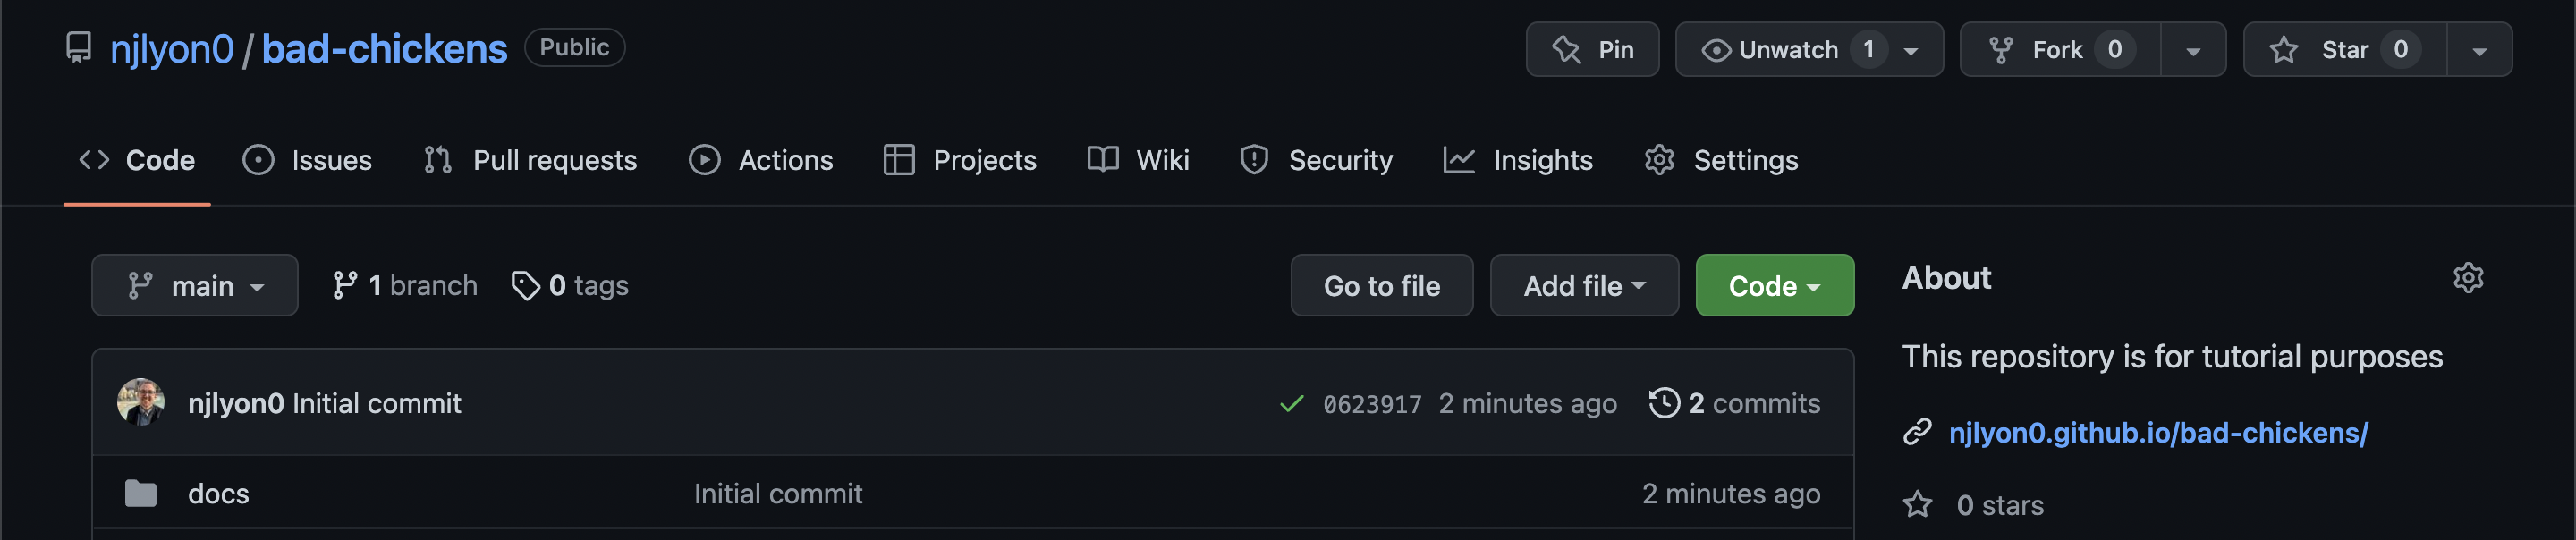 njlyon0 / bad-chickens Public Pin Unwatch 1 Fork 0 Star 0
Code Issues Pull requests Actions Projects Wiki Security Insights Settings
main 1 branch 0 tags Go to file Add file Code
njlyon0 Initial commit 0623917 2 minutes ago 2 commits
docs Initial commit 2 minutes ago
About
This repository is for tutorial purposes
njlyon0.github.io/bad-chickens/
0 stars